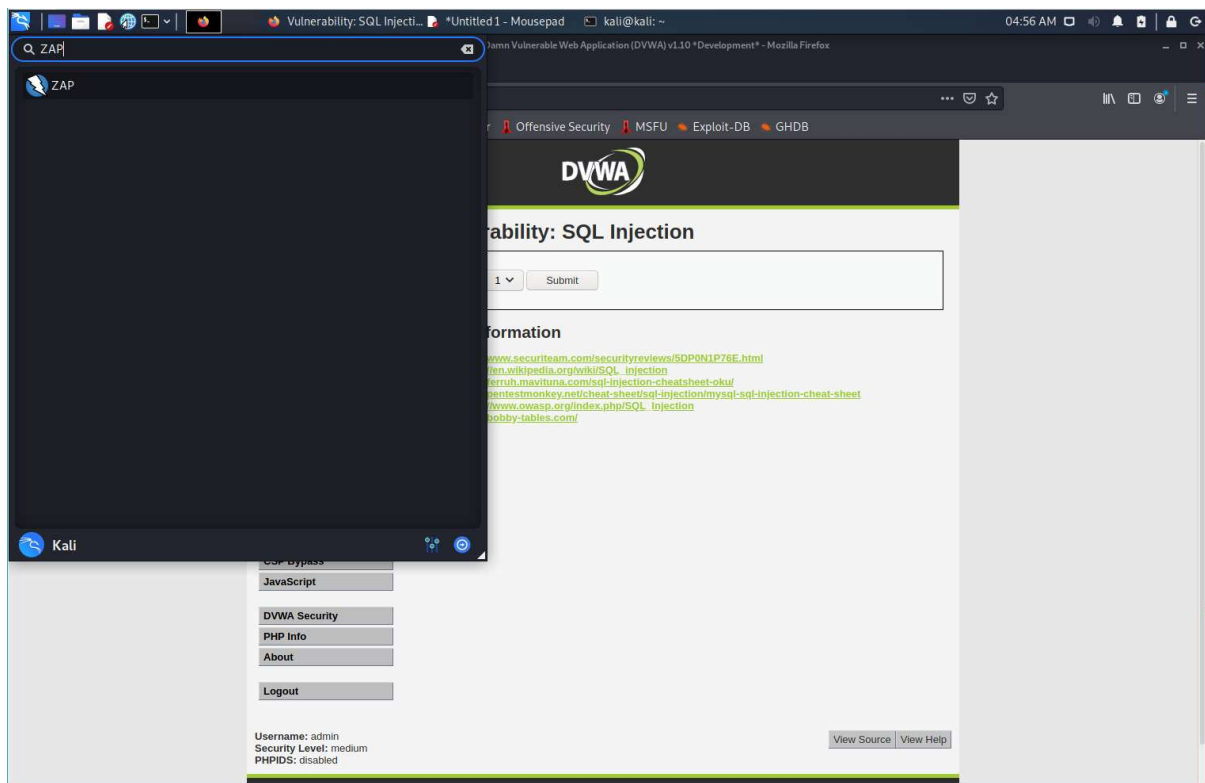 Vulnerability: SQL Injecti... *Untitled 1 - Mousepad kali@kali: ~ 04:56 AM
ZAP
Damn Vulnerable Web Application (DVWA) v1.10 *Development* - Mozilla Firefox
ZAP
r Offensive Security MSFU Exploit-DB GHDB
DVWA
rability: SQL Injection
1 Submit
formation
www.securiteam.com/securityreviews/5DP0N1P76E.html
//en.wikipedia.org/wiki/SQL_injection
ferruh.mavituna.com/sql-injection-cheatsheet-oku/
pentestmonkey.net/cheat-sheet/sql-injection/mysql-sql-injection-cheat-sheet
//www.owasp.org/index.php/SQL_Injection
bobby-tables.com/
Kali
CSP Bypass
JavaScript
DVWA Security
PHP Info
About
Logout
Username: admin
Security Level: medium
PHPIDS: disabled
View Source View Help